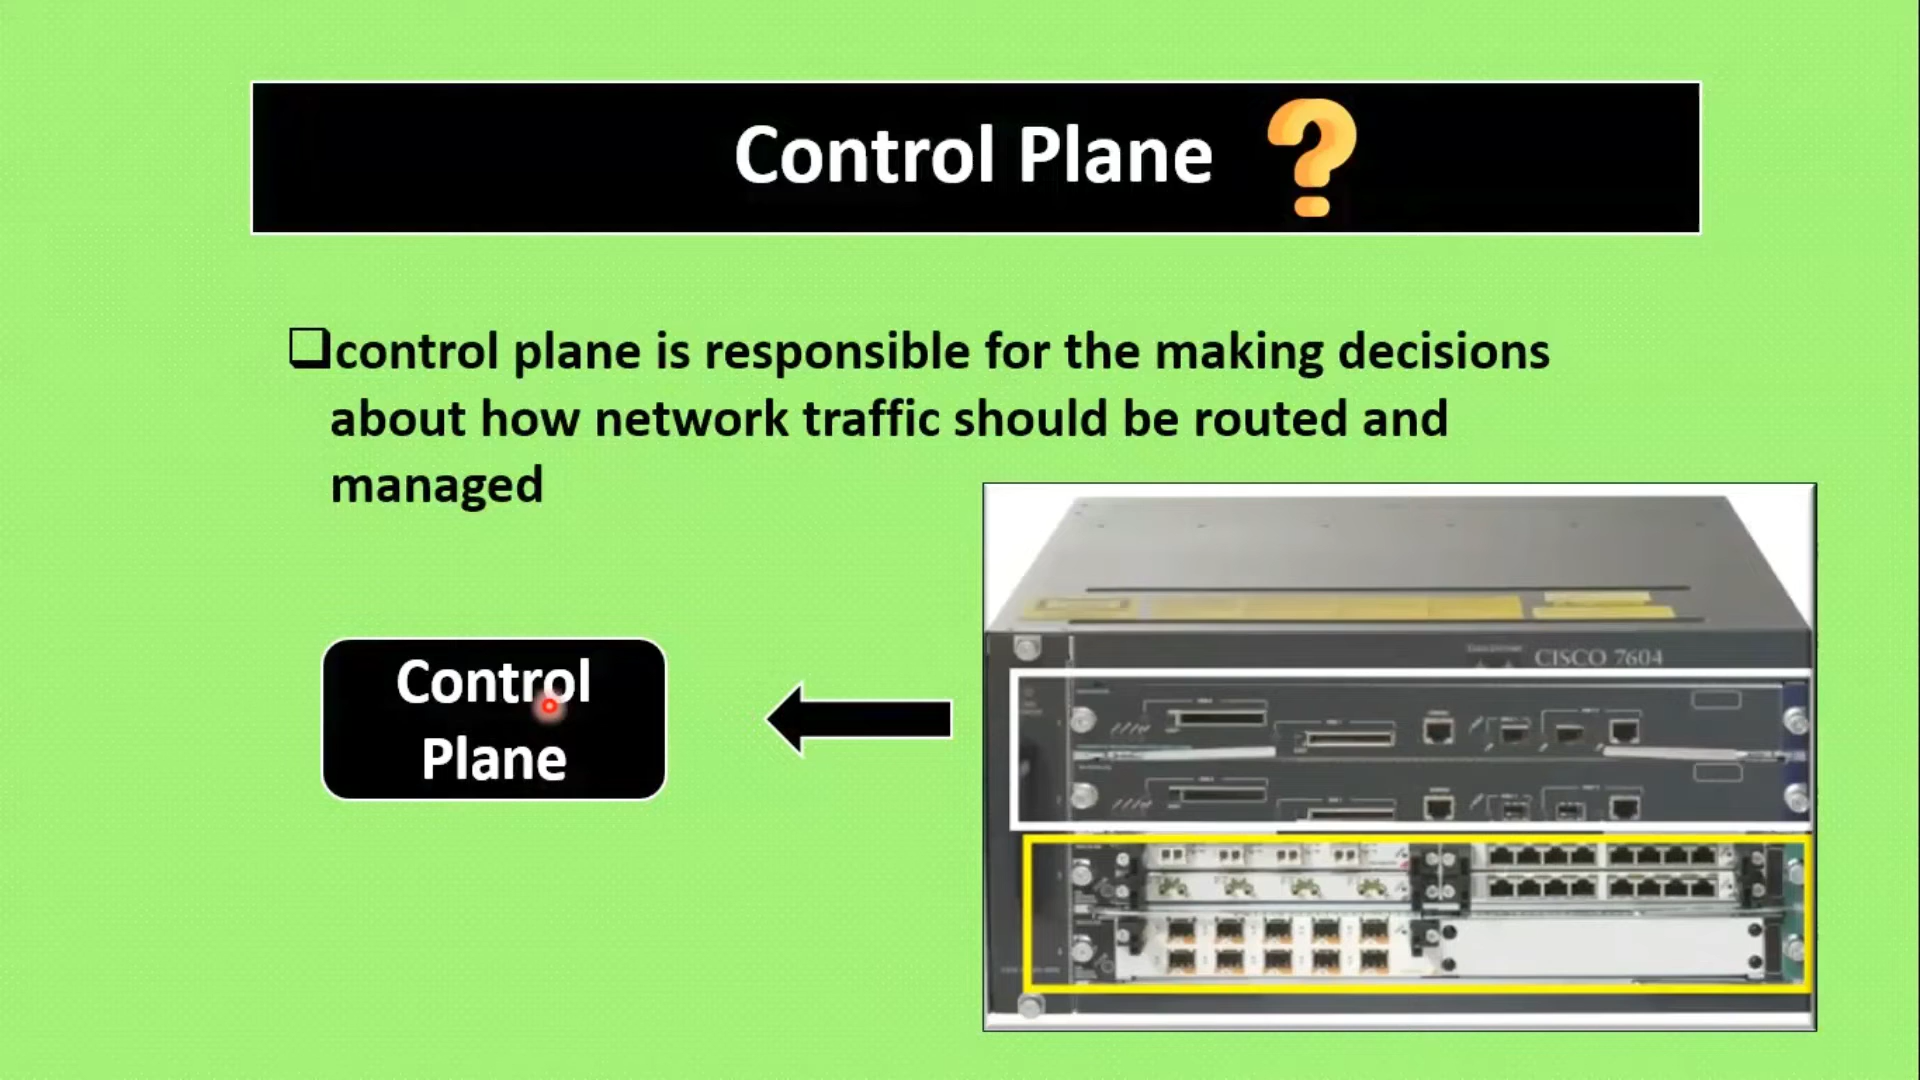 Control Plane
control plane is responsible for the making decisions
about how network traffic should be routed and
managed
Control
Plane
CISCO 7604